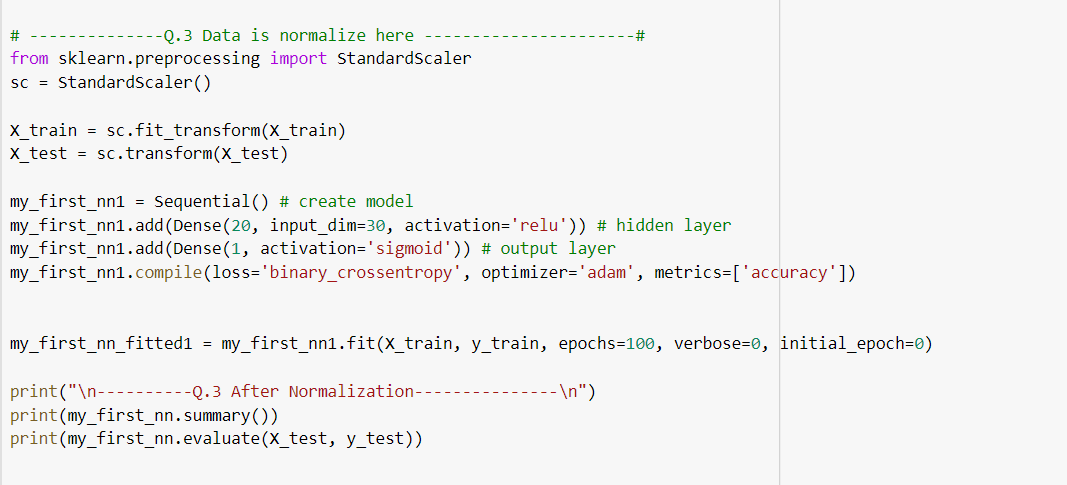 # --------------Q.3 Data is normalize here ----------------------#
from sklearn.preprocessing import StandardScaler
sc = StandardScaler()
X_train = sc.fit_transform(X_train)
X_test = sc.transform(X_test)
my_first_nn1 = Sequential() # create model
my_first_nn1.add(Dense(20, input_dim=30, activation='relu')) # hidden layer
my_first_nn1.add(Dense(1, activation='sigmoid')) # output layer
my_first_nn1.compile(loss='binary_crossentropy', optimizer='adam', metrics=['accuracy'])
my_first_nn_fitted1 = my_first_nn1.fit(X_train, y_train, epochs=100, verbose=0, initial_epoch=0)
print("\n----------Q.3 After Normalization---------------\n")
print(my_first_nn.summary())
print(my_first_nn.evaluate(X_test, y_test))